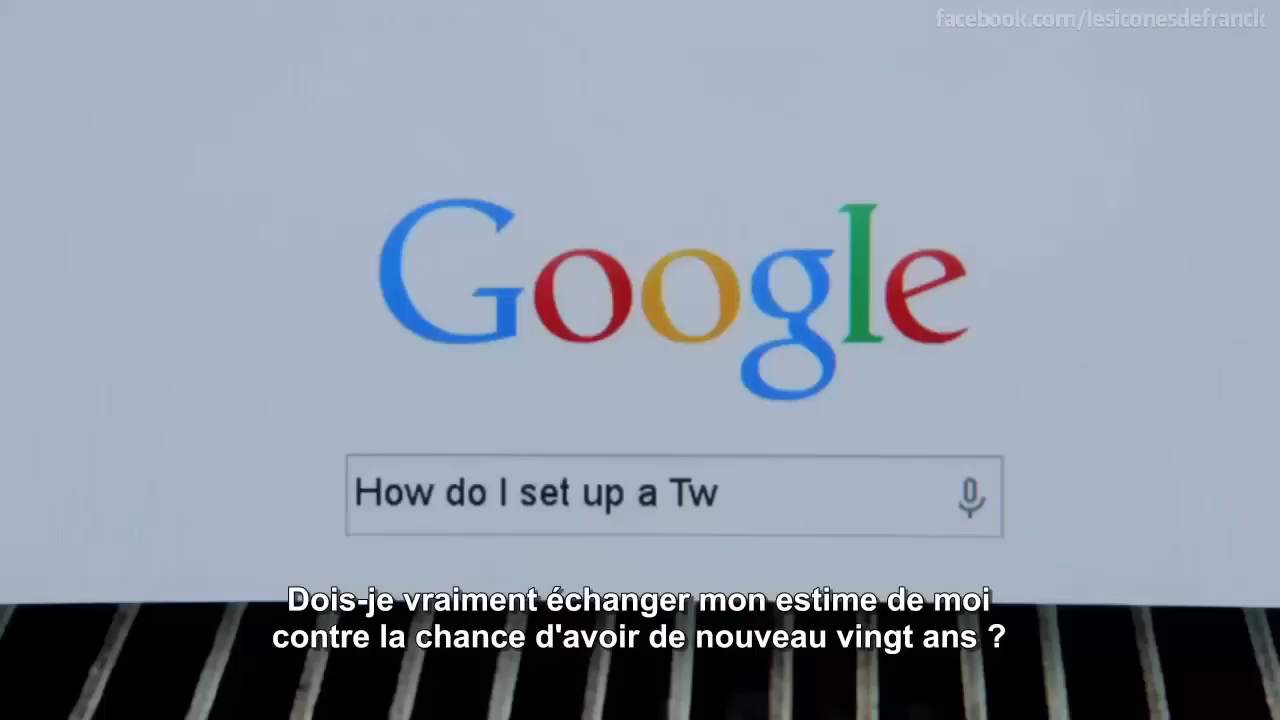 facebook.com/lesiconesdefranck
Google
How do I set up a Tw
Dois-je vraiment échanger mon estime de moi
contre la chance d'avoir de nouveau vingt ans ?